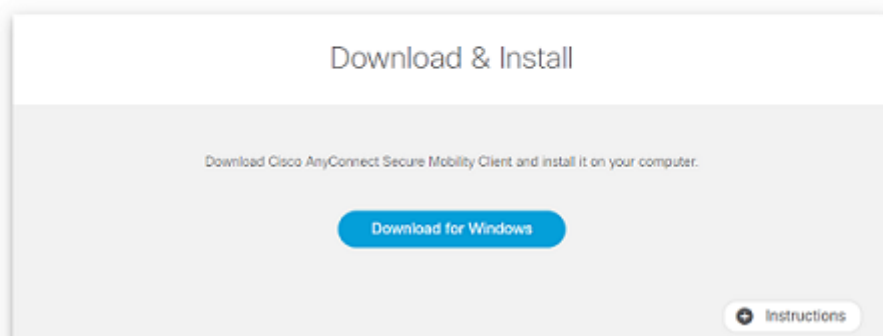 Download & Install
Download Cisco AnyConnect Secure Mobility Client and install it on your computer.
Download for Windows
Instructions